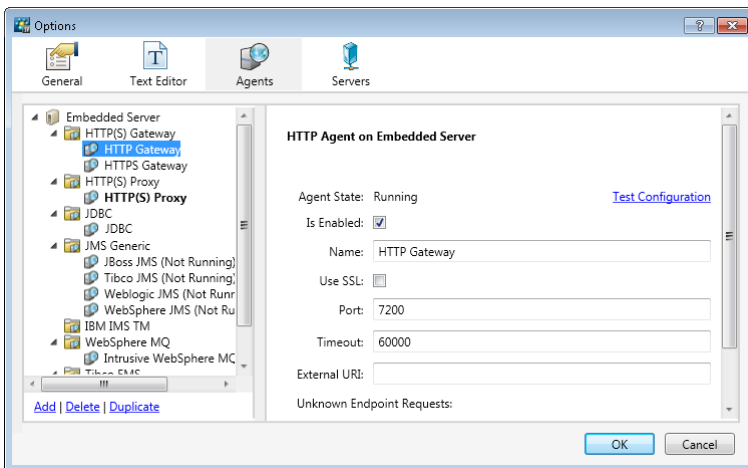 Options
General
Text Editor
Agents
Servers
Embedded Server
HTTP(S) Gateway
HTTP Gateway
HTTPS Gateway
HTTP(S) Proxy
HTTP(S) Proxy
JDBC
JDBC
JMS Generic
JBoss JMS (Not Running)
Tibco JMS (Not Running)
Weblogic JMS (Not Runr
WebSphere JMS (Not Ru
IBM IMS TM
WebSphere MQ
Intrusive WebSphere MQ
Tibco EMS
Add | Delete | Duplicate
HTTP Agent on Embedded Server
Agent State: Running
Test Configuration
Is Enabled:
Name: HTTP Gateway
Use SSL:
Port: 7200
Timeout: 60000
External URI:
Unknown Endpoint Requests:
OK
Cancel